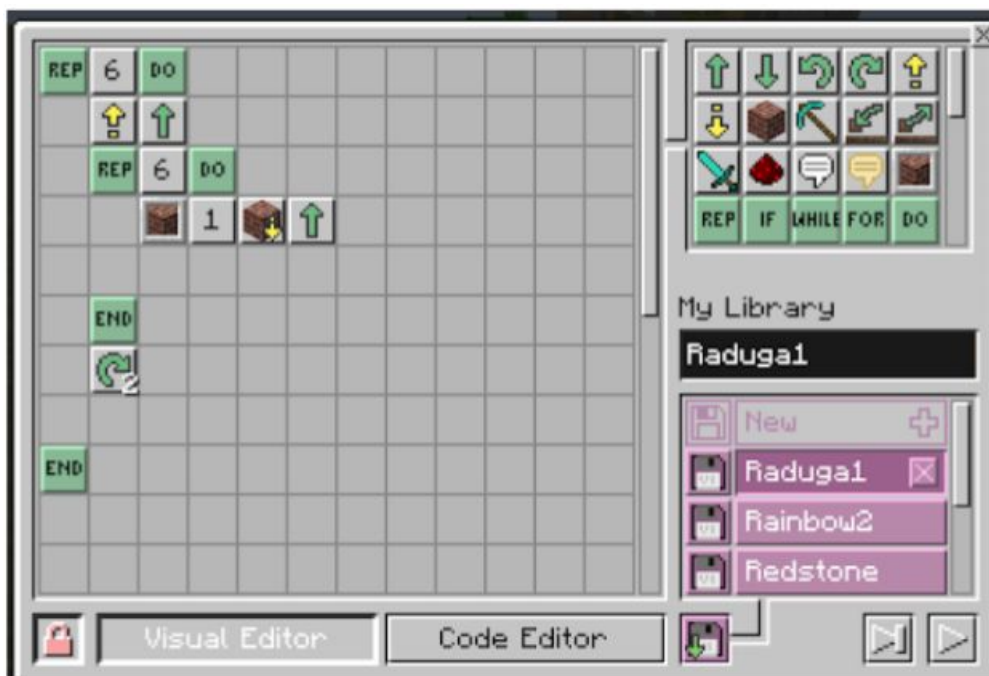 REP 6 DO
REP 6 DO
1
END
2
END
REP IF WHILE FOR DO
My Library
Raduga1
New
Raduga1
Rainbow2
Redstone
Visual Editor
Code Editor